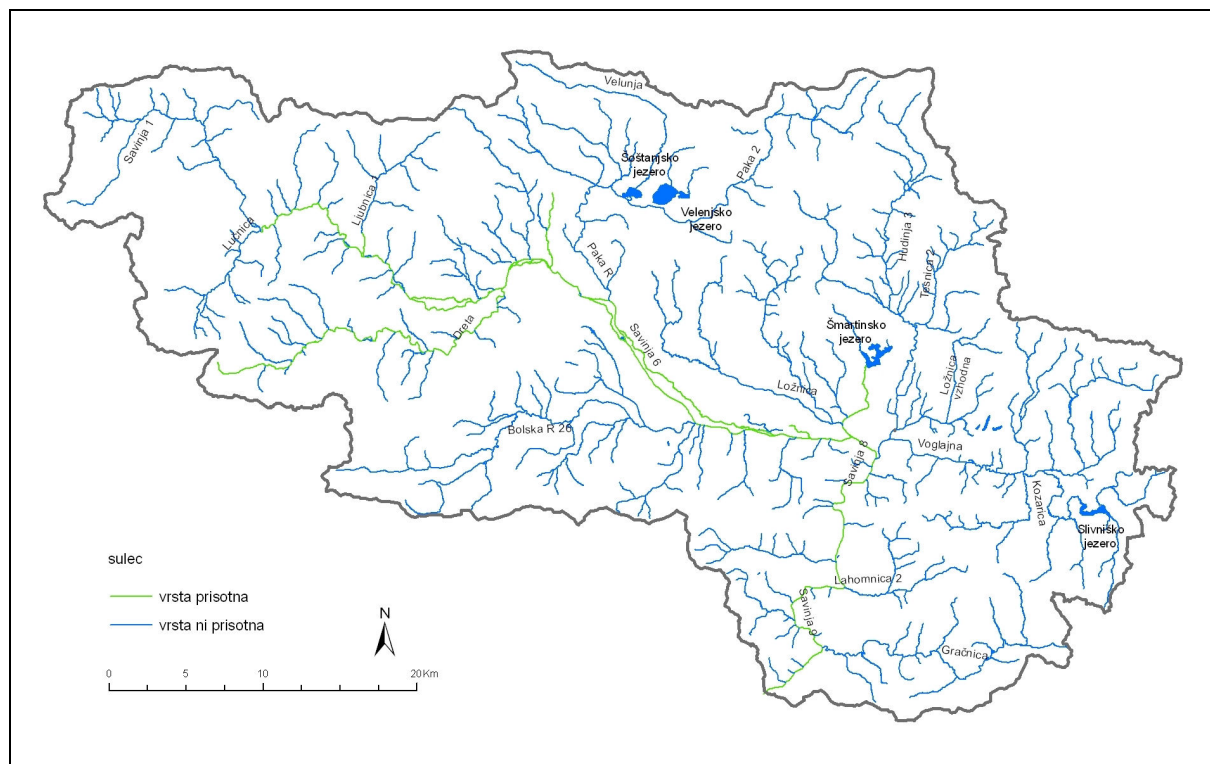 Velunja
Savinja 1
Šoštanjsko
jezero
Paka 2
Ljubnica 1
Velenjsko
jezero
Lučnica
Hudinja 3
Paka R
Tešnica 2
Dreta
Savinja 6
Šmartinsko
jezero
Ložnica
Ložnica
vzhodna
Bolska R 26
Voglajna
Savinja 8
Kozarica
Slivniško
jezero
sulec
vrsta prisotna
vrsta ni prisotna
Lahomnica 2
Savinja 9
N
Gračnica
0 5 10 20 Km